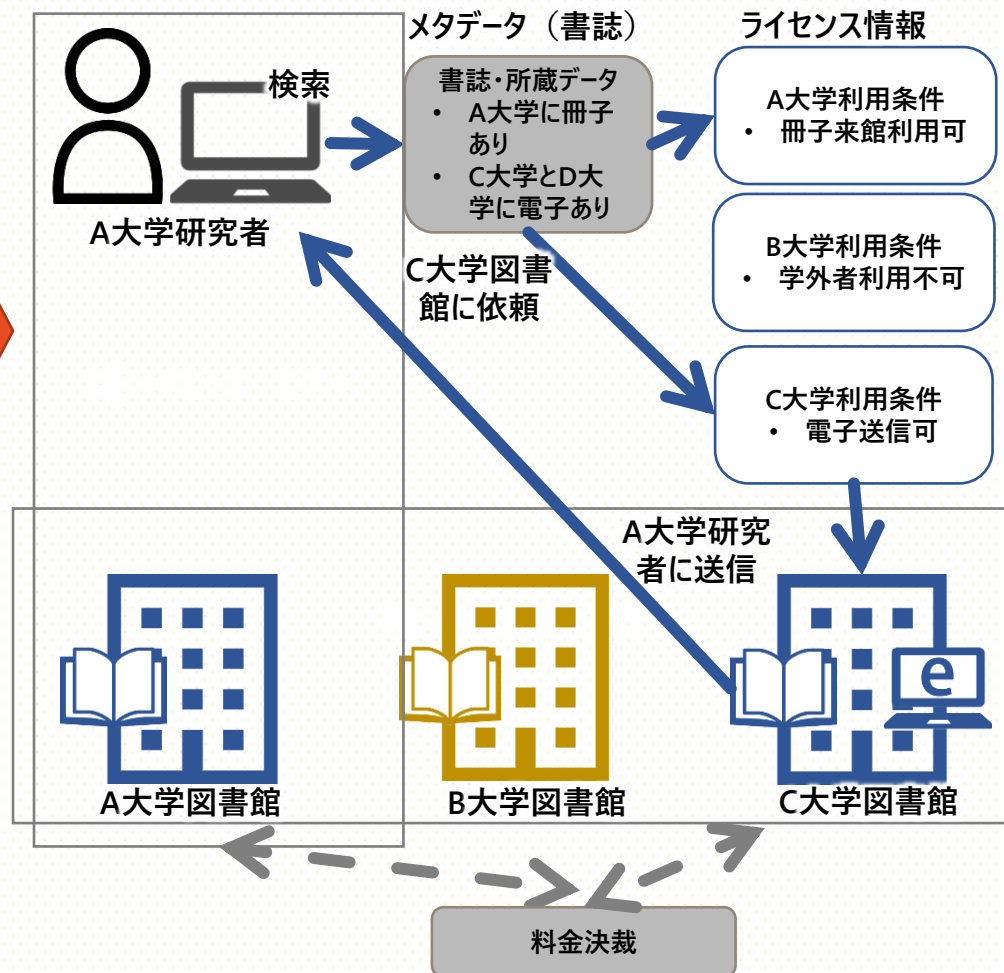 メタデータ（書誌）
ライセンス情報
検索
A大学研究者
書誌・所蔵データ
• A大学に冊子
あり
• C大学とD大
学に電子あり
A大学利用条件
• 冊子来館利用可
B大学利用条件
• 学外者利用不可
C大学図書
館に依頼
C大学利用条件
• 電子送信可
A大学研究
者に送信
e
A大学図書館
B大学図書館
C大学図書館
料金決裁